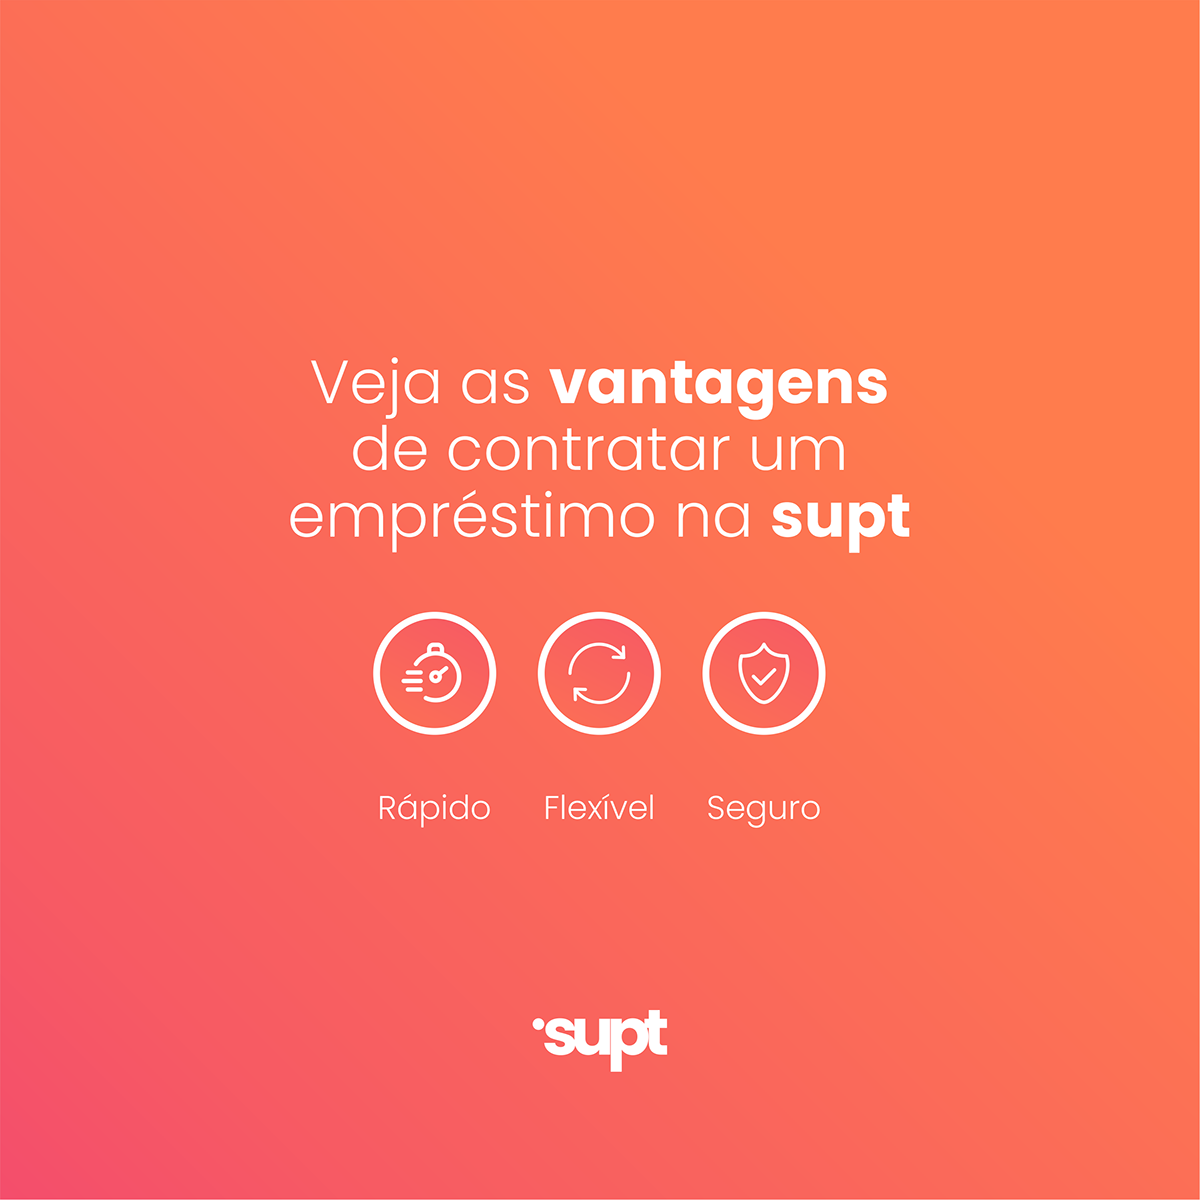 Veja as vantagens
de contratar um
empréstimo na supt
Rápido Flexível Seguro
supt